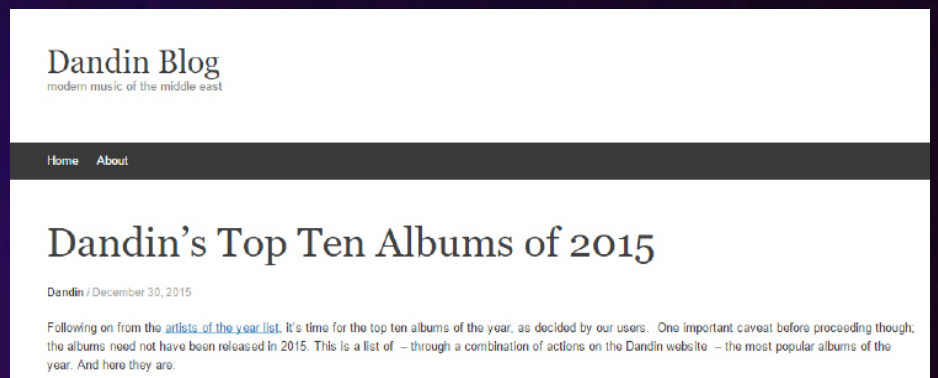 Dandin Blog
modern music of the middle east
Home About
Dandin’s Top Ten Albums of 2015
Dandin / December 30, 2015
Following on from the artists of the year list, it’s time for the top ten albums of the year, as decided by our users.  One important caveat before proceeding though;
the albums need not have been released in 2015. This is a list of  – through a combination of actions on the Dandin website  – the most popular albums of the
year. And here they are: